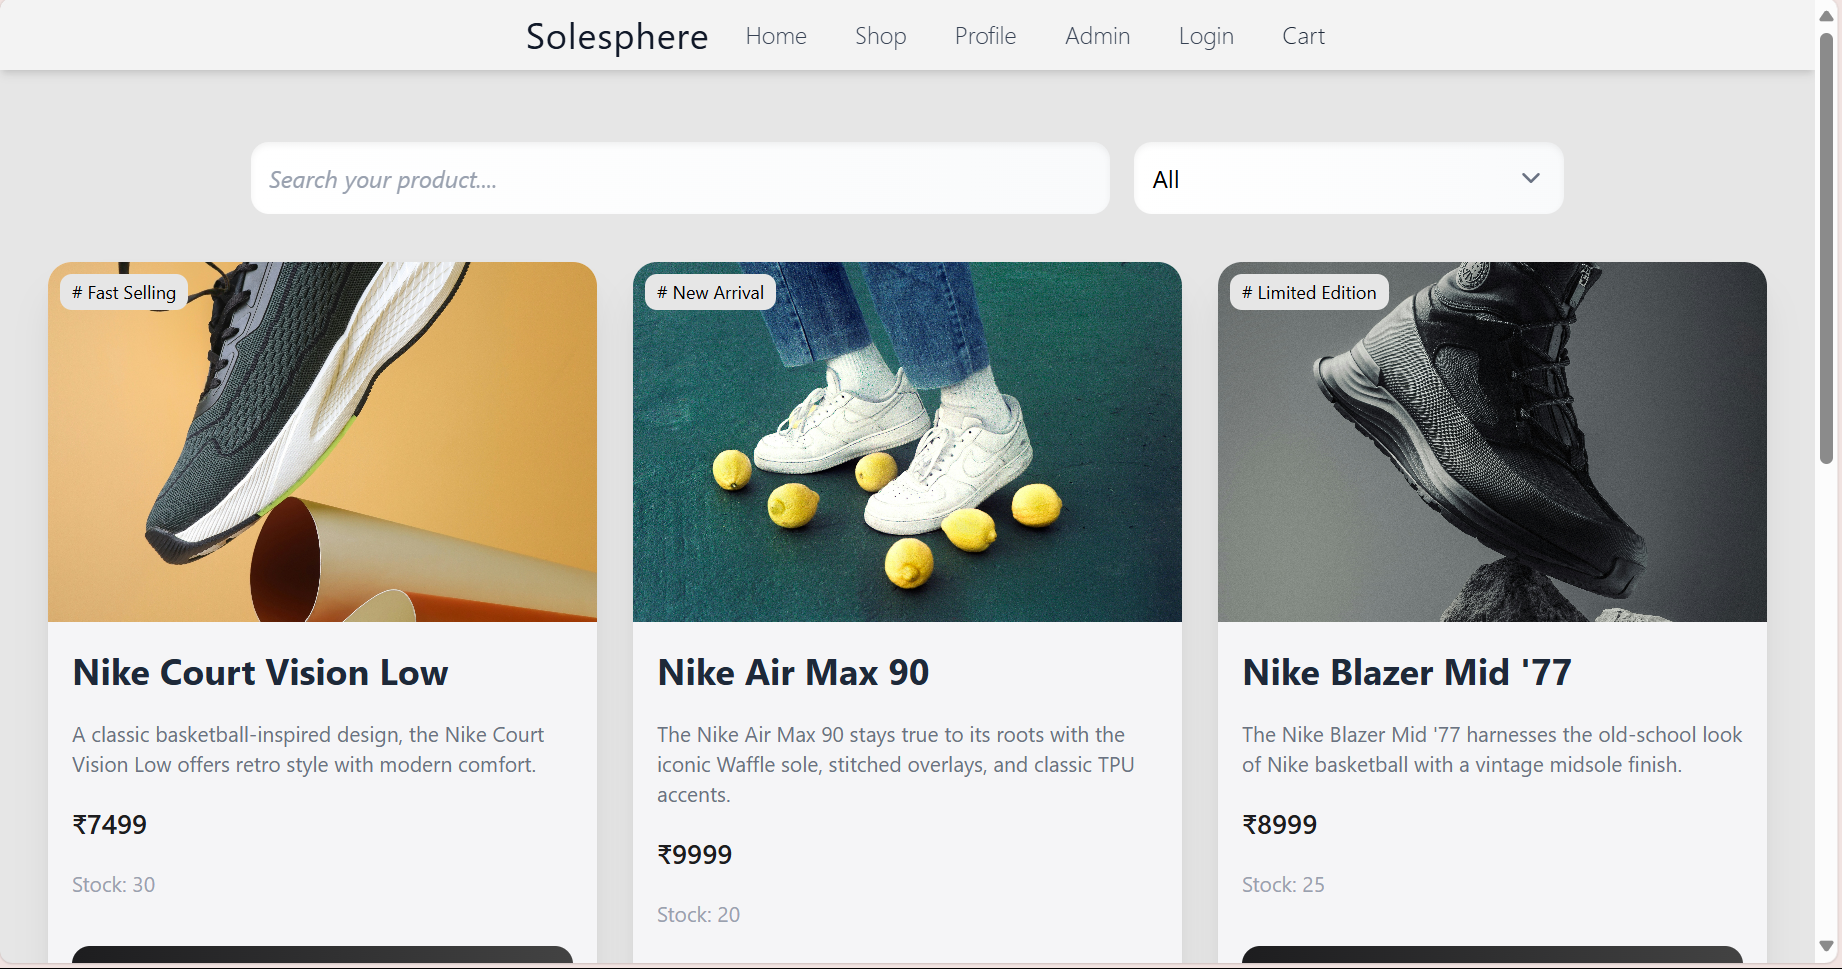 Solesphere Home Shop Profile Admin Login Cart
Search your product....
All
# Fast Selling
# New Arrival
# Limited Edition
Nike Court Vision Low
A classic basketball-inspired design, the Nike Court
Vision Low offers retro style with modern comfort.
₹7499
Stock: 30
Nike Air Max 90
The Nike Air Max 90 stays true to its roots with the
iconic Waffle sole, stitched overlays, and classic TPU
accents.
₹9999
Stock: 20
Nike Blazer Mid '77
The Nike Blazer Mid '77 harnesses the old-school look
of Nike basketball with a vintage midsole finish.
₹8999
Stock: 25